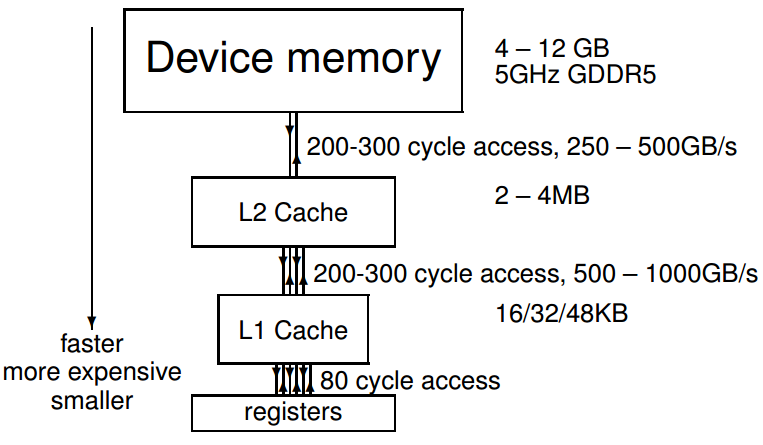 Device memory
4 – 12 GB
5GHz GDDR5
200-300 cycle access, 250 – 500GB/s
L2 Cache
2 – 4MB
200-300 cycle access, 500 – 1000GB/s
L1 Cache
16/32/48KB
faster
more expensive
smaller
80 cycle access
registers